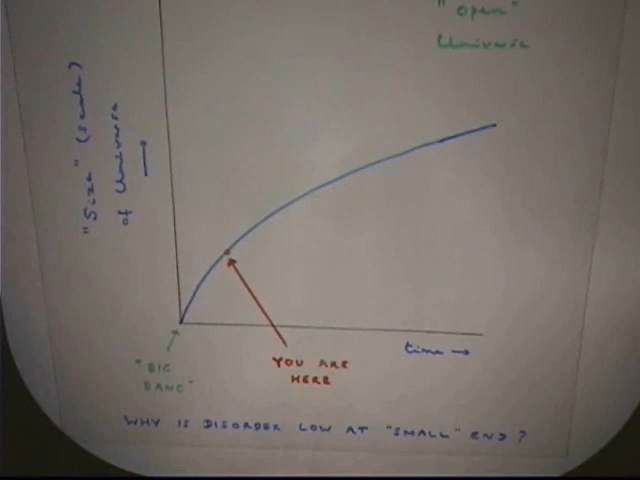 "Open"
Universe
"Size" (scale)
of Universe
time
"BIG
BANG"
YOU ARE
HERE
WHY IS DISORDER LOW AT "SMALL" END?